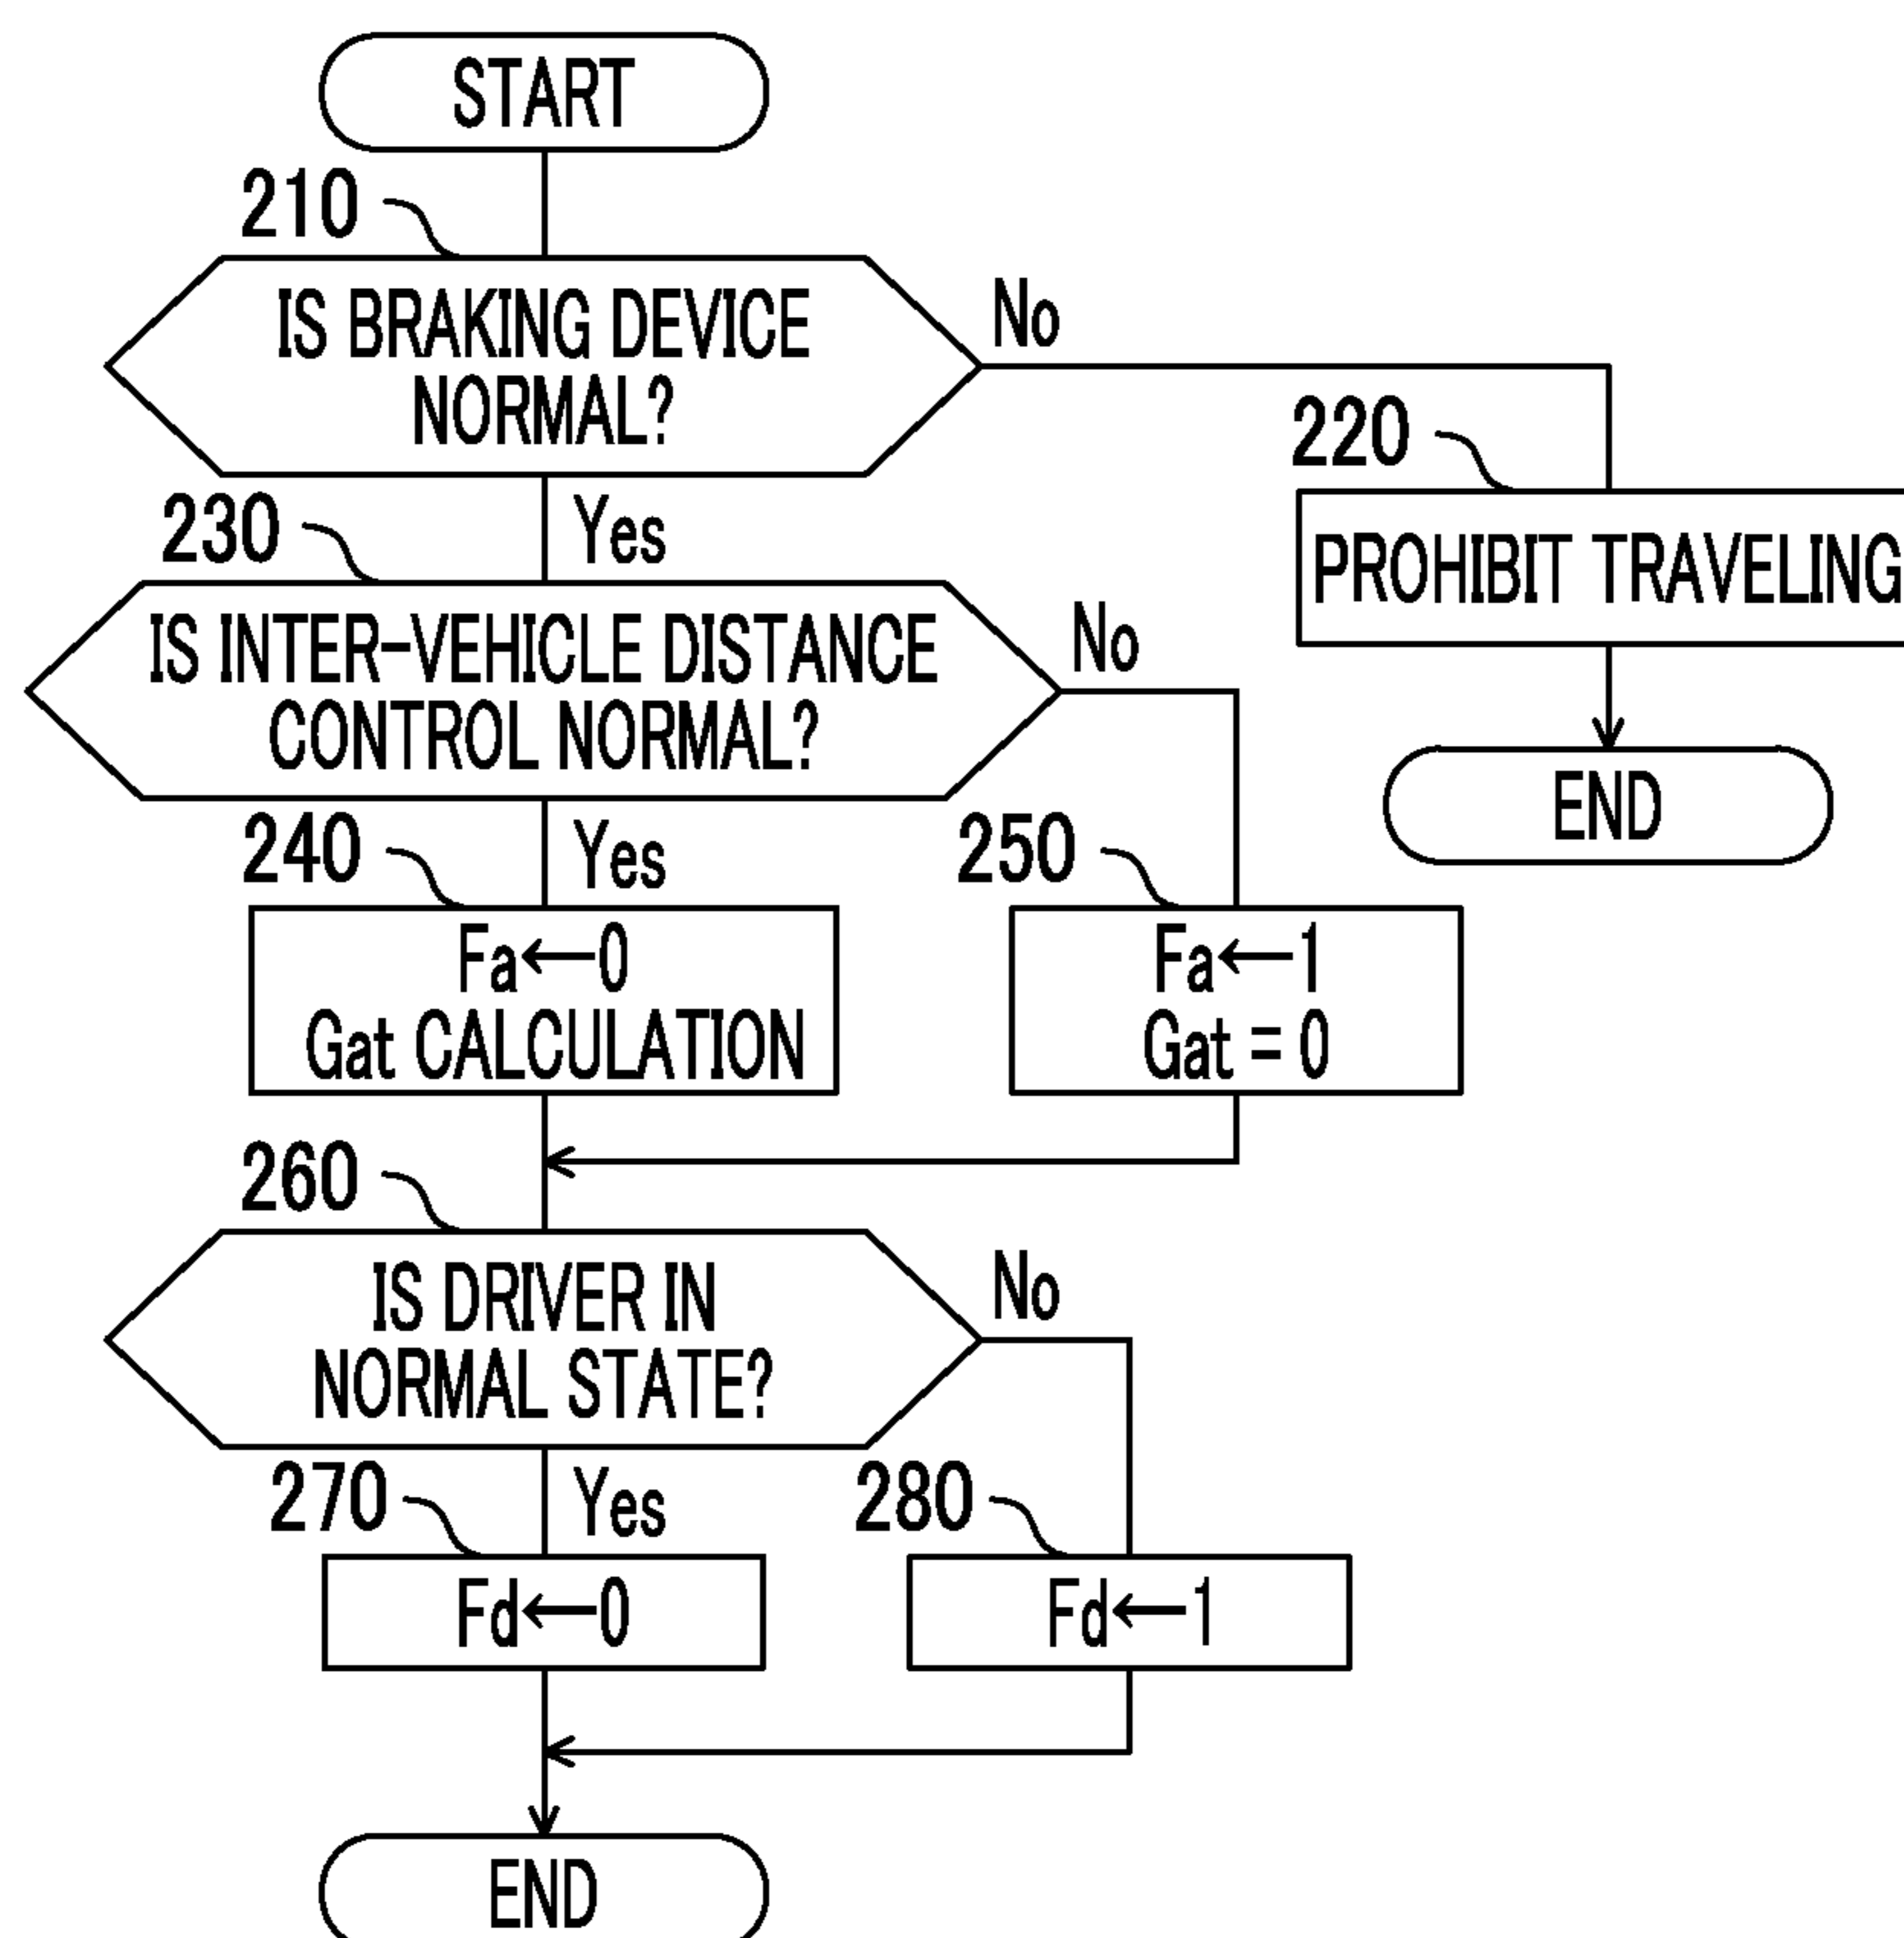 START
210
IS BRAKING DEVICE
NORMAL?
No
Yes
220
PROHIBIT TRAVELING
END
230
IS INTER-VEHICLE DISTANCE
CONTROL NORMAL?
No
Yes
240
Fa←0
Gat CALCULATION
250
Fa←1
Gat = 0
260
IS DRIVER IN
NORMAL STATE?
No
Yes
270
Fd←0
280
Fd←1
END